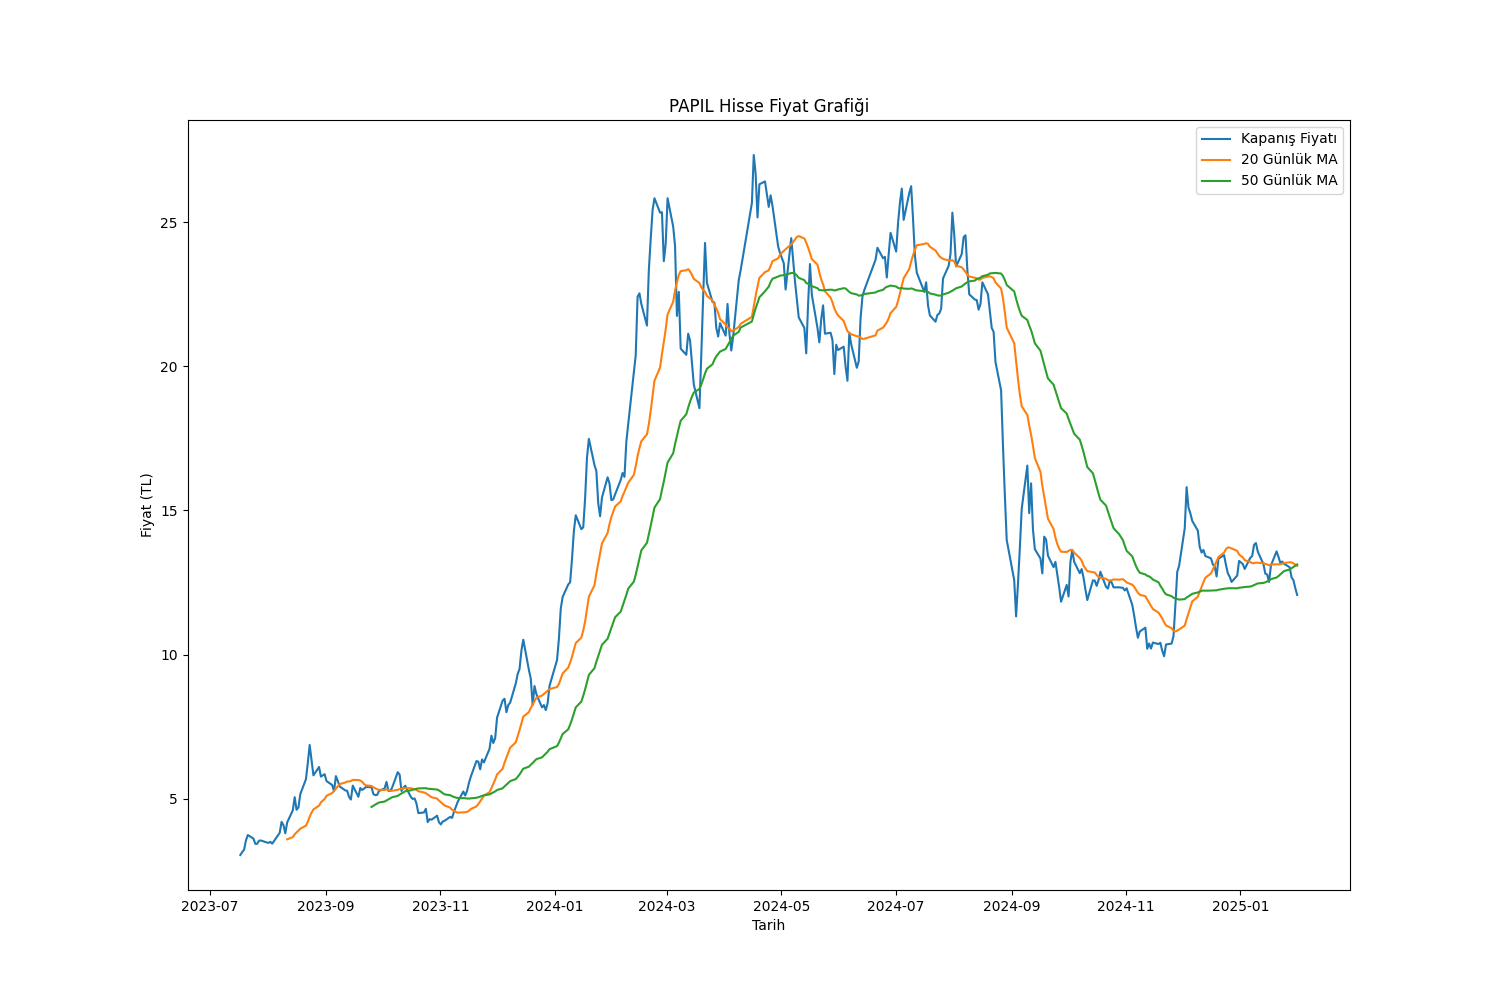 PAPIL Hisse Fiyat Grafiği
Kapanış Fiyatı
20 Günlük MA
50 Günlük MA
Fiyat (TL)
25
20
15
10
5
2023-07 2023-09 2023-11 2024-01 2024-03 2024-05 2024-07 2024-09 2024-11 2025-01
Tarih